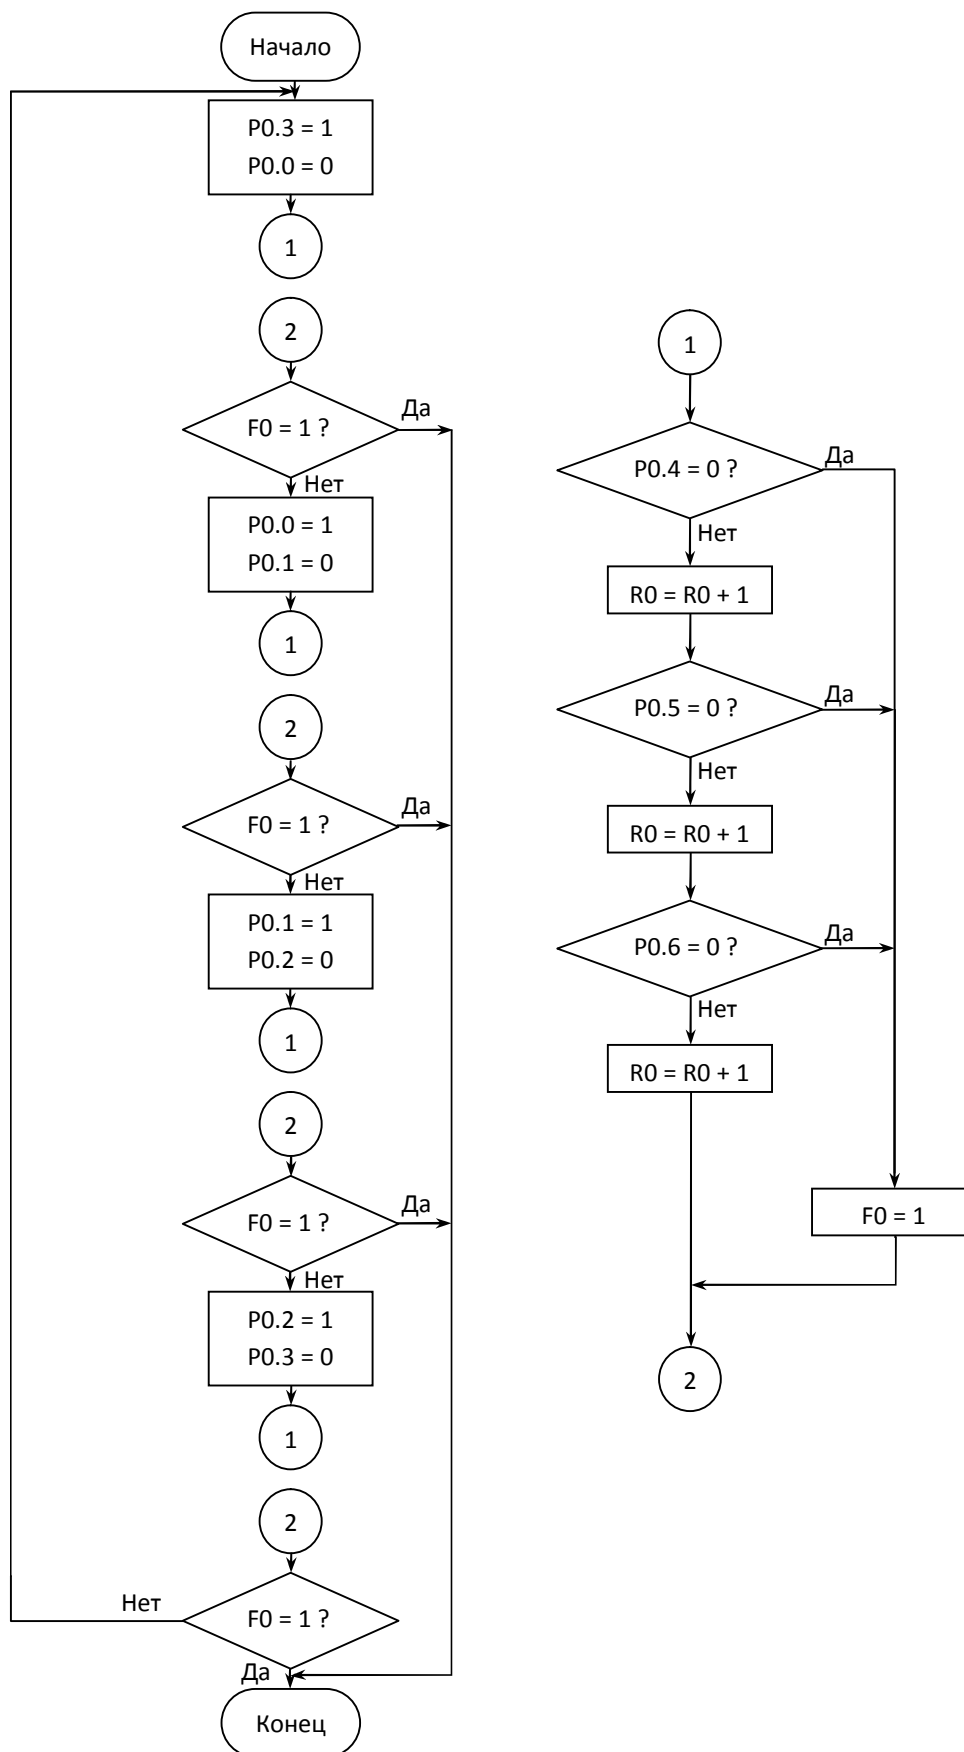 Начало
P0.3 = 1
P0.0 = 0
1
2
F0 = 1 ?
Да
Нет
P0.0 = 1
P0.1 = 0
1
2
F0 = 1 ?
Да
Нет
P0.1 = 1
P0.2 = 0
1
2
F0 = 1 ?
Да
Нет
P0.2 = 1
P0.3 = 0
1
2
F0 = 1 ?
Нет
Да
Конец
1
P0.4 = 0 ?
Да
Нет
R0 = R0 + 1
P0.5 = 0 ?
Да
Нет
R0 = R0 + 1
P0.6 = 0 ?
Да
Нет
R0 = R0 + 1
F0 = 1
2